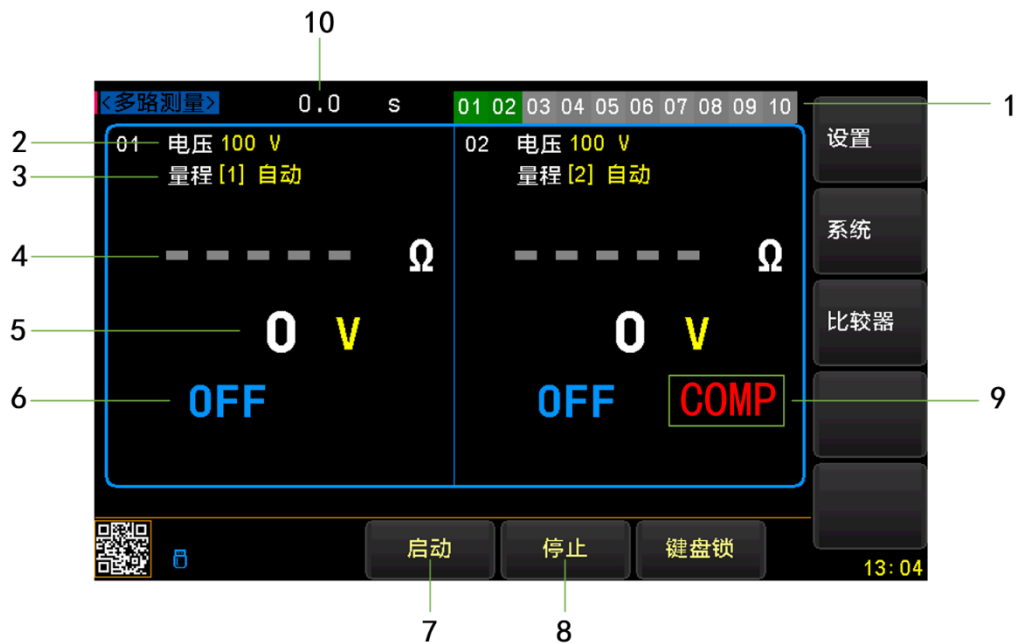 10
<多路测量> 0.0 s 01 02 03 04 05 06 07 08 09 10
1
设置
2
01 电压 100 V
02 电压 100 V
3
量程 [1] 自动
量程 [2] 自动
系统
4
- - - - - Ω
- - - - - Ω
比较器
5
0 V
0 V
6
OFF
OFF COMP
9
启动
停止
键盘锁
13:04
7
8